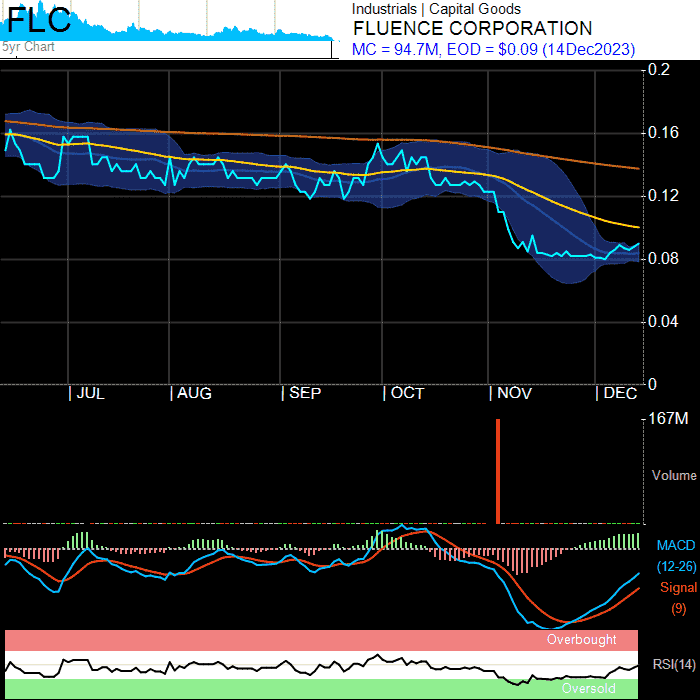 FLC
5yr Chart
Industrials | Capital Goods
FLUENCE CORPORATION
MC = 94.7M, EOD = $0.09 (14Dec2023)
0.2
0.16
0.12
0.08
0.04
0
| JUL | AUG | SEP | OCT | NOV | DEC
167M
Volume
MACD
(12-26)
Signal
(9)
Overbought
RSI(14)
Oversold